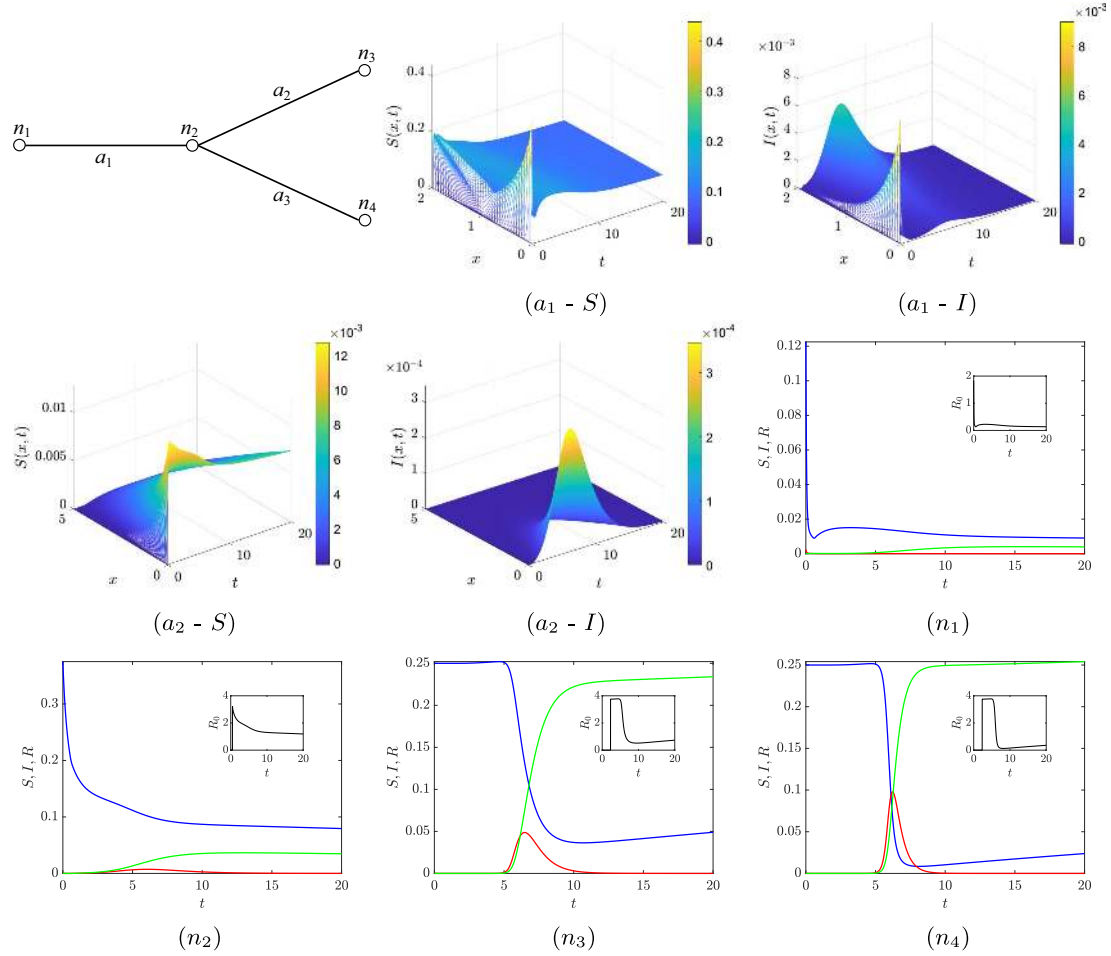 n₁
a₁
n₂
a₂
n₃
a₃
n₄
S(x,t)
0.4
0.2
0
2
1
0
x
0
10
20
t
0.4
0.3
0.2
0.1
0
(a₁ - S)
×10⁻³
I(x,t)
8
6
4
2
0
2
1
0
x
0
10
20
t
×10⁻³
8
6
4
2
0
(a₁ - I)
S(x,t)
0.01
0.005
0
5
0
x
0
10
20
t
×10⁻³
12
10
8
6
4
2
0
(a₂ - S)
×10⁻⁴
I(x,t)
3
2
1
0
5
0
x
0
10
20
t
×10⁻⁴
3
2
1
0
(a₂ - I)
S, I, R
0.12
0.1
0.08
0.06
0.04
0.02
0
0 5 10 15 20
t
R₀
2
1
0
0 10 20
t
(n₁)
S, I, R
0.3
0.2
0.1
0
0 5 10 15 20
t
R₀
4
2
0
0 10 20
t
(n₂)
S, I, R
0.25
0.2
0.15
0.1
0.05
0
0 5 10 15 20
t
R₀
4
2
0
0 10 20
t
(n₃)
S, I, R
0.25
0.2
0.15
0.1
0.05
0
0 5 10 15 20
t
R₀
4
2
0
0 10 20
t
(n₄)